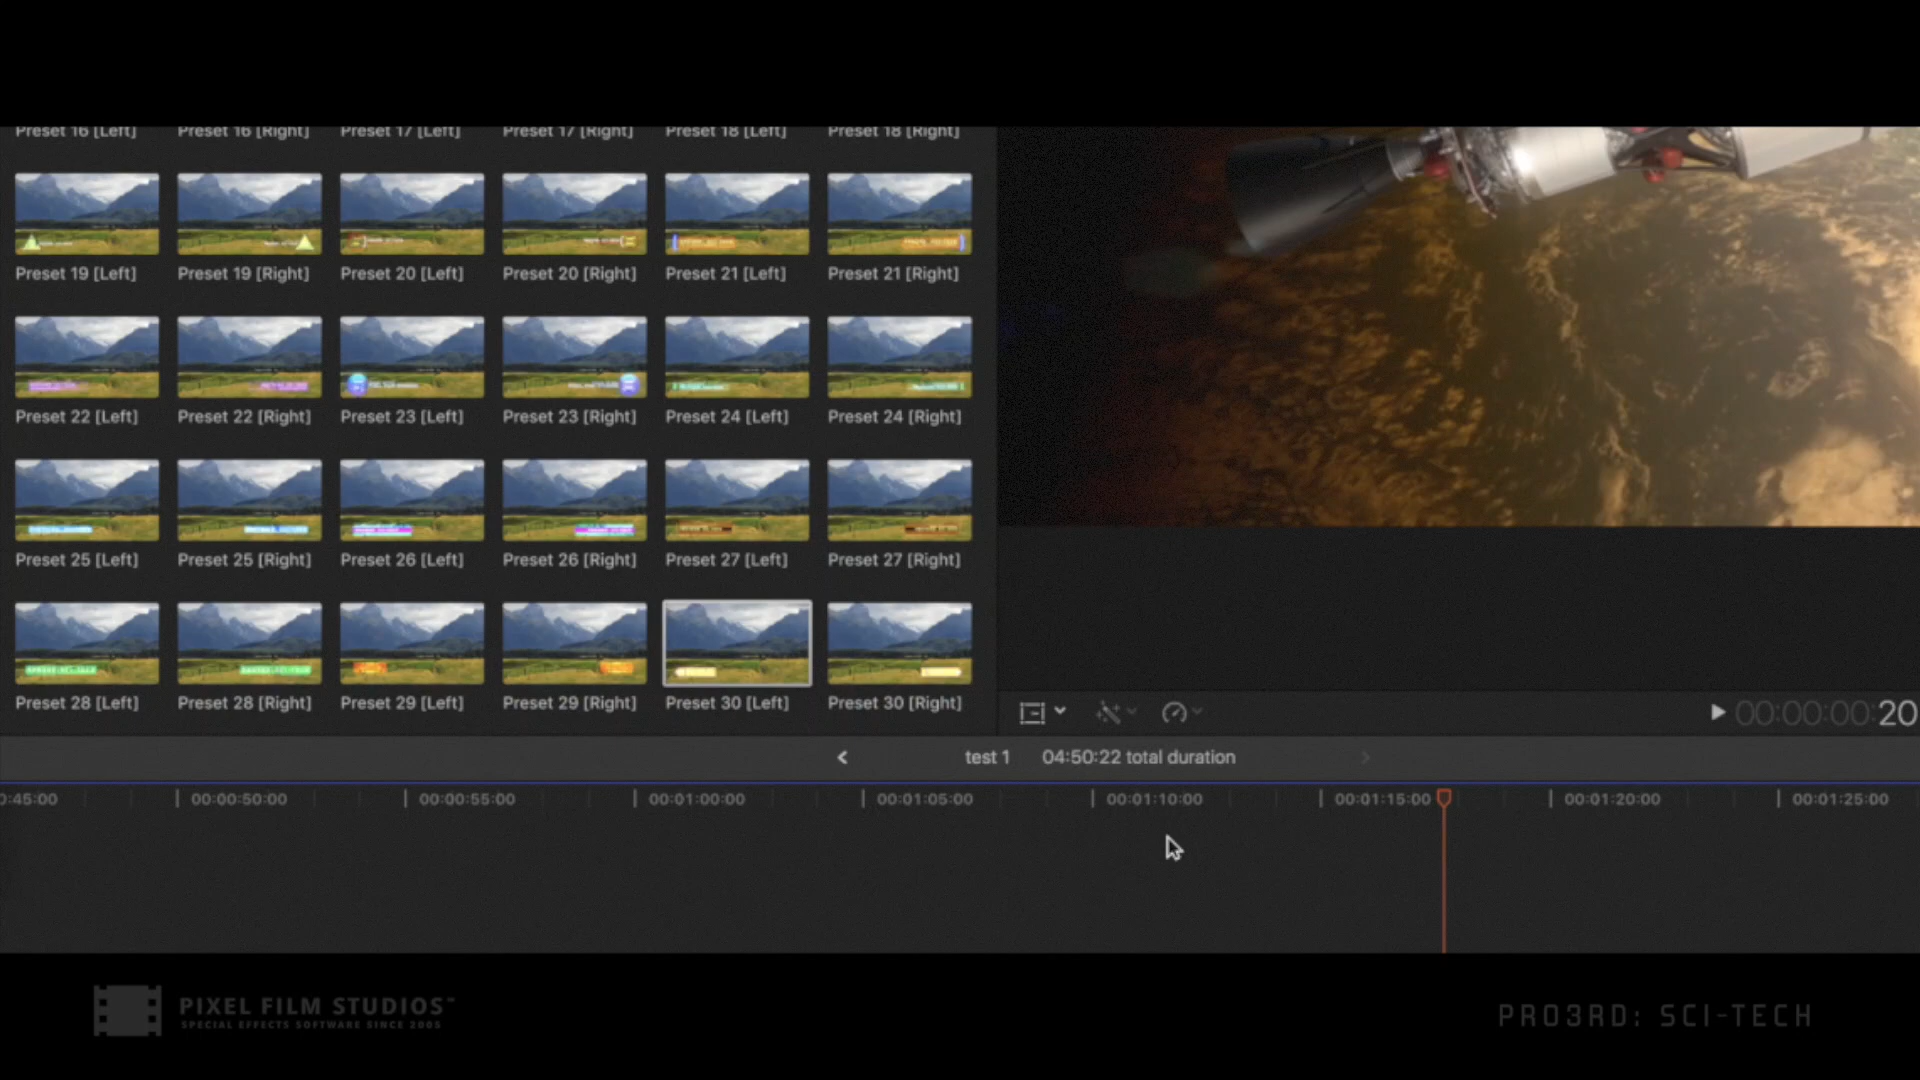 Preset 16 [Left] Preset 16 [Right] Preset 17 [Left] Preset 17 [Right] Preset 18 [Left] Preset 18 [Right]
Preset 19 [Left] Preset 19 [Right] Preset 20 [Left] Preset 20 [Right] Preset 21 [Left] Preset 21 [Right]
Preset 22 [Left] Preset 22 [Right] Preset 23 [Left] Preset 23 [Right] Preset 24 [Left] Preset 24 [Right]
Preset 25 [Left] Preset 25 [Right] Preset 26 [Left] Preset 26 [Right] Preset 27 [Left] Preset 27 [Right]
Preset 28 [Left] Preset 28 [Right] Preset 29 [Left] Preset 29 [Right] Preset 30 [Left] Preset 30 [Right]
00:00:00:20
test 1 04:50:22 total duration
0:45:00 00:00:50:00 00:00:55:00 00:01:00:00 00:01:05:00 00:01:10:00 00:01:15:00 00:01:20:00 00:01:25:00
PIXEL FILM STUDIOS™
SPECIAL EFFECTS SOFTWARE SINCE 2005
PRO3RD: SCI-TECH